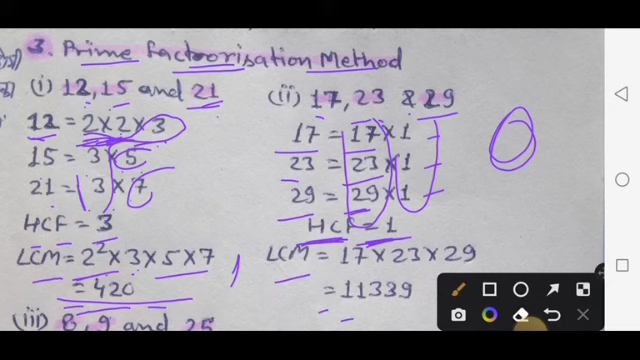 3. Prime Factorisation Method
(i) 12, 15 and 21
12 = 2×2×3
15 = 3×5
21 = 3×7
HCF = 3
LCM = 2²×3×5×7
= 420
(iii) 8, 9 and 25
(ii) 17, 23 & 29
17 = 17×1
23 = 23×1
29 = 29×1
HCF = 1
LCM = 17×23×29
= 11339